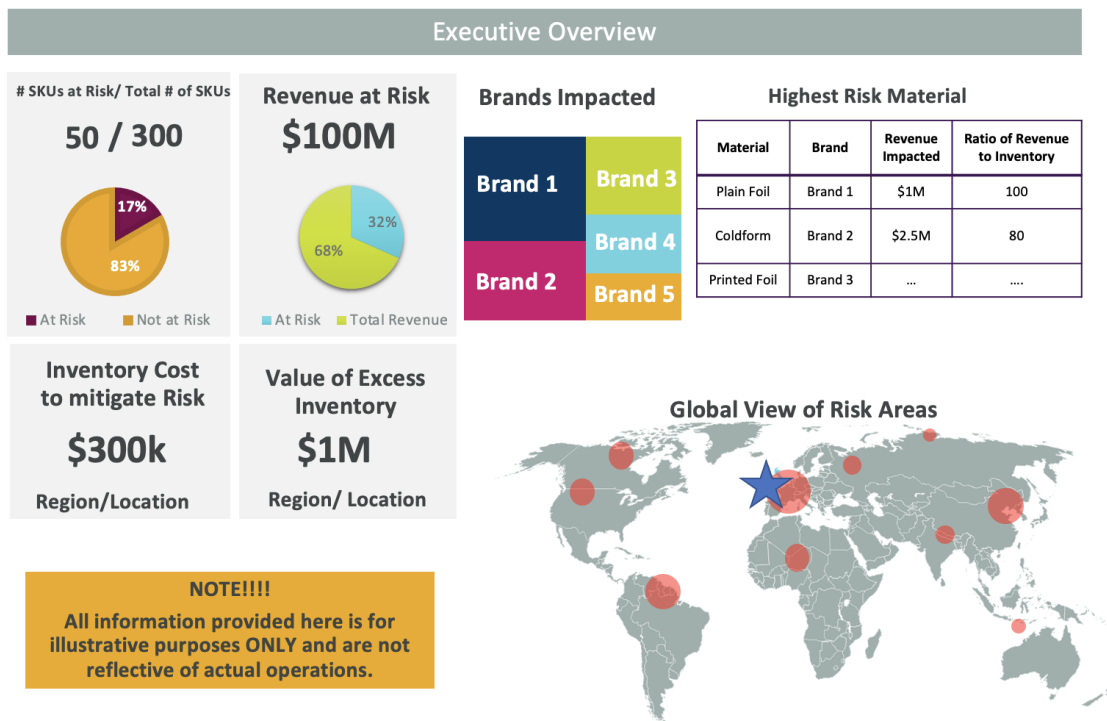 Executive Overview
# SKUs at Risk/ Total # of SKUs
50 / 300
17%
83%
At Risk
Not at Risk
Revenue at Risk
$100M
32%
68%
At Risk
Total Revenue
Brands Impacted
Brand 1
Brand 2
Brand 3
Brand 4
Brand 5
Highest Risk Material
Material Brand Revenue Impacted Ratio of Revenue to Inventory
Plain Foil Brand 1 $1M 100
Coldform Brand 2 $2.5M 80
Printed Foil Brand 3 ... ....
Inventory Cost
to mitigate Risk
$300k
Region/Location
Value of Excess
Inventory
$1M
Region/ Location
Global View of Risk Areas
NOTE!!!!
All information provided here is for
illustrative purposes ONLY and are not
reflective of actual operations.